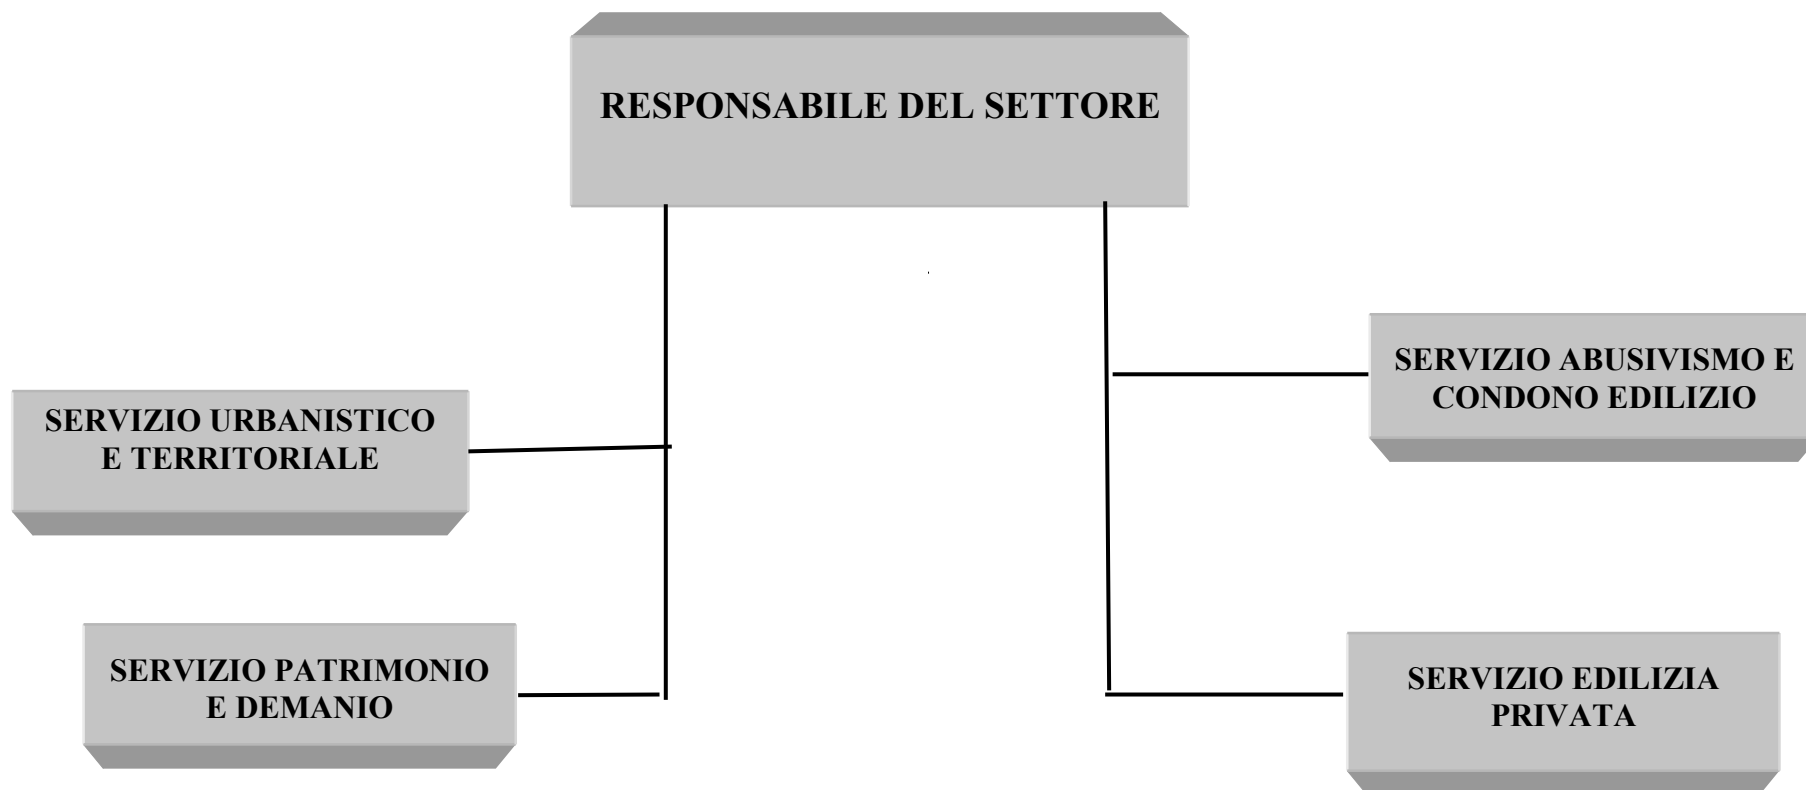 RESPONSABILE DEL SETTORE
SERVIZIO ABUSIVISMO E
CONDONO EDILIZIO
SERVIZIO URBANISTICO
E TERRITORIALE
SERVIZIO PATRIMONIO
E DEMANIO
SERVIZIO EDILIZIA
PRIVATA